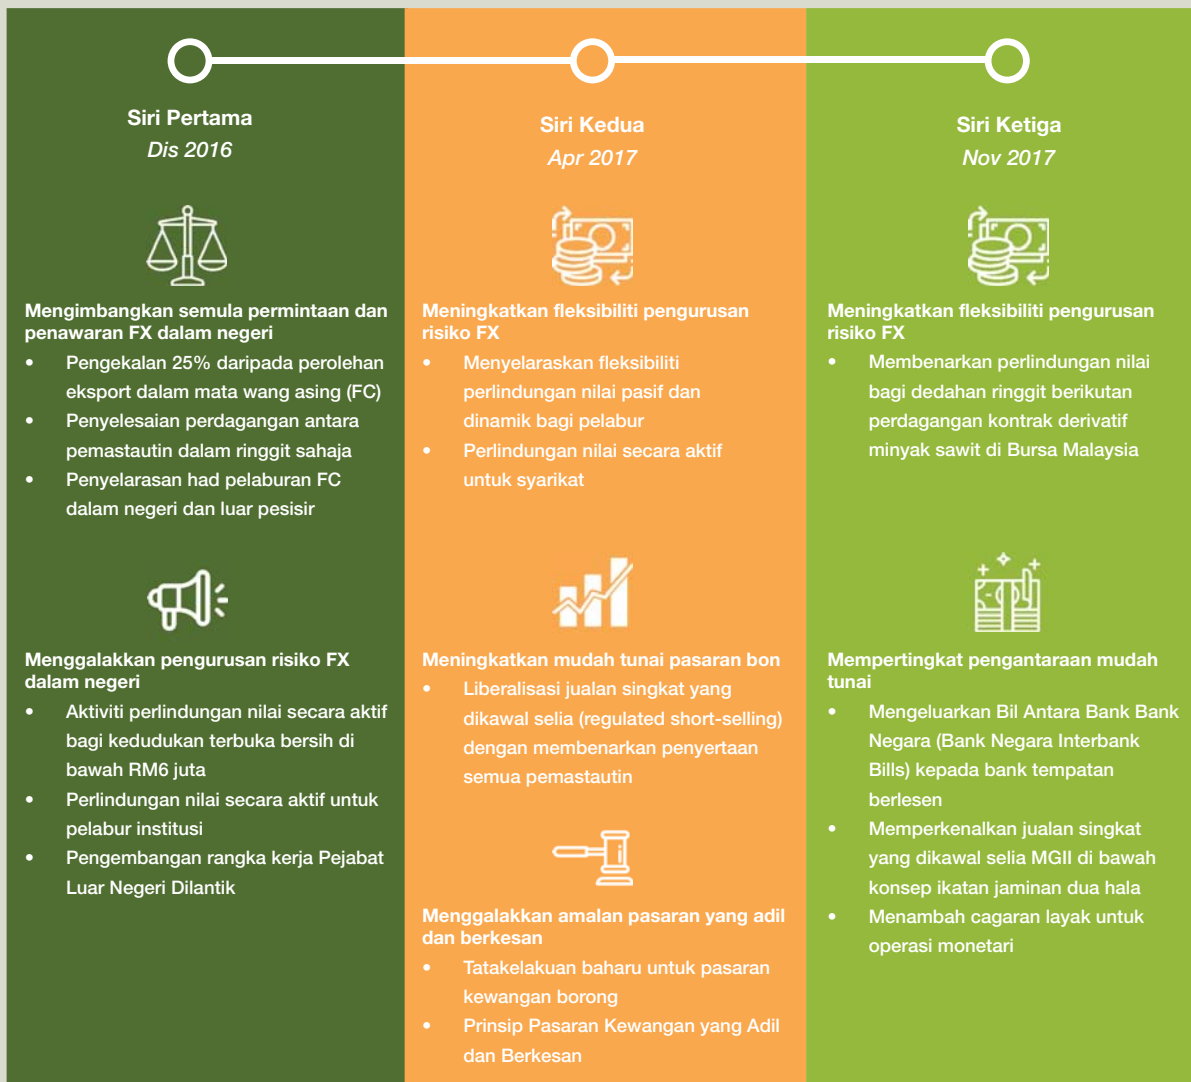 Siri Pertama
Dis 2016
Mengimbangkan semula permintaan dan
penawaran FX dalam negeri
• Pengekalan 25% daripada perolehan
eksport dalam mata wang asing (FC)
• Penyelesaian perdagangan antara
pemastautin dalam ringgit sahaja
• Penyelarasan had pelaburan FC
dalam negeri dan luar pesisir
Menggalakkan pengurusan risiko FX
dalam negeri
• Aktiviti perlindungan nilai secara aktif
bagi kedudukan terbuka bersih di
bawah RM6 juta
• Perlindungan nilai secara aktif untuk
pelabur institusi
• Pengembangan rangka kerja Pejabat
Luar Negeri Dilantik
Siri Kedua
Apr 2017
Meningkatkan fleksibiliti pengurusan
risiko FX
• Menyelaraskan fleksibiliti
perlindungan nilai pasif dan
dinamik bagi pelabur
• Perlindungan nilai secara aktif
untuk syarikat
Meningkatkan mudah tunai pasaran bon
• Liberalisasi jualan singkat yang
dikawal selia (regulated short-selling)
dengan membenarkan penyertaan
semua pemastautin
Menggalakkan amalan pasaran yang adil
dan berkesan
• Tatakelakuan baharu untuk pasaran
kewangan borong
• Prinsip Pasaran Kewangan yang Adil
dan Berkesan
Siri Ketiga
Nov 2017
Meningkatkan fleksibiliti pengurusan
risiko FX
• Membenarkan perlindungan nilai
bagi dedahan ringgit berikutan
perdagangan kontrak derivatif
minyak sawit di Bursa Malaysia
Mempertingkat pengantaraan mudah
tunai
• Mengeluarkan Bil Antara Bank Bank
Negara (Bank Negara Interbank
Bills) kepada bank tempatan
berlesen
• Memperkenalkan jualan singkat
yang dikawal selia MGII di bawah
konsep ikatan jaminan dua hala
• Menambah cagaran layak untuk
operasi monetari